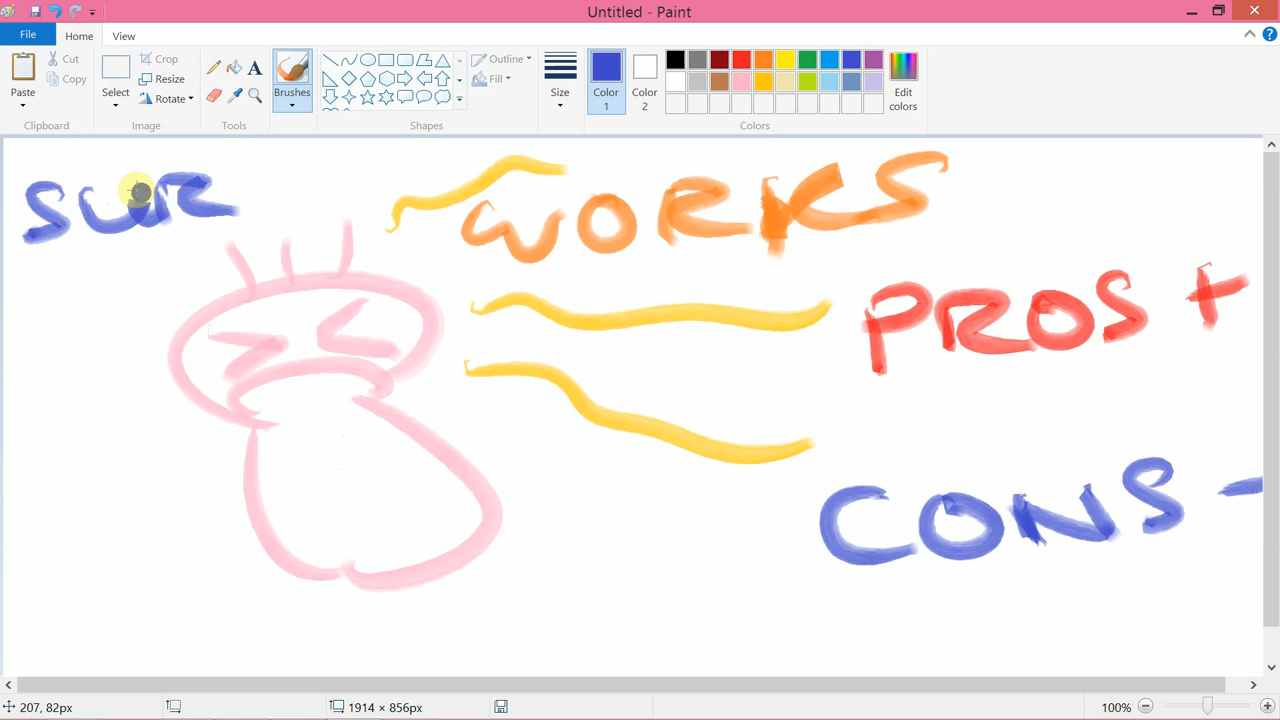 Untitled - Paint
File Home View
Paste Cut Copy Select Crop Resize Rotate Brushes Outline Fill Size Color 1 Color 2 Edit colors
Clipboard Image Tools Shapes Colors
SUR WORKS
PROS +
CONS -
207, 82px 1914 × 856px 100%